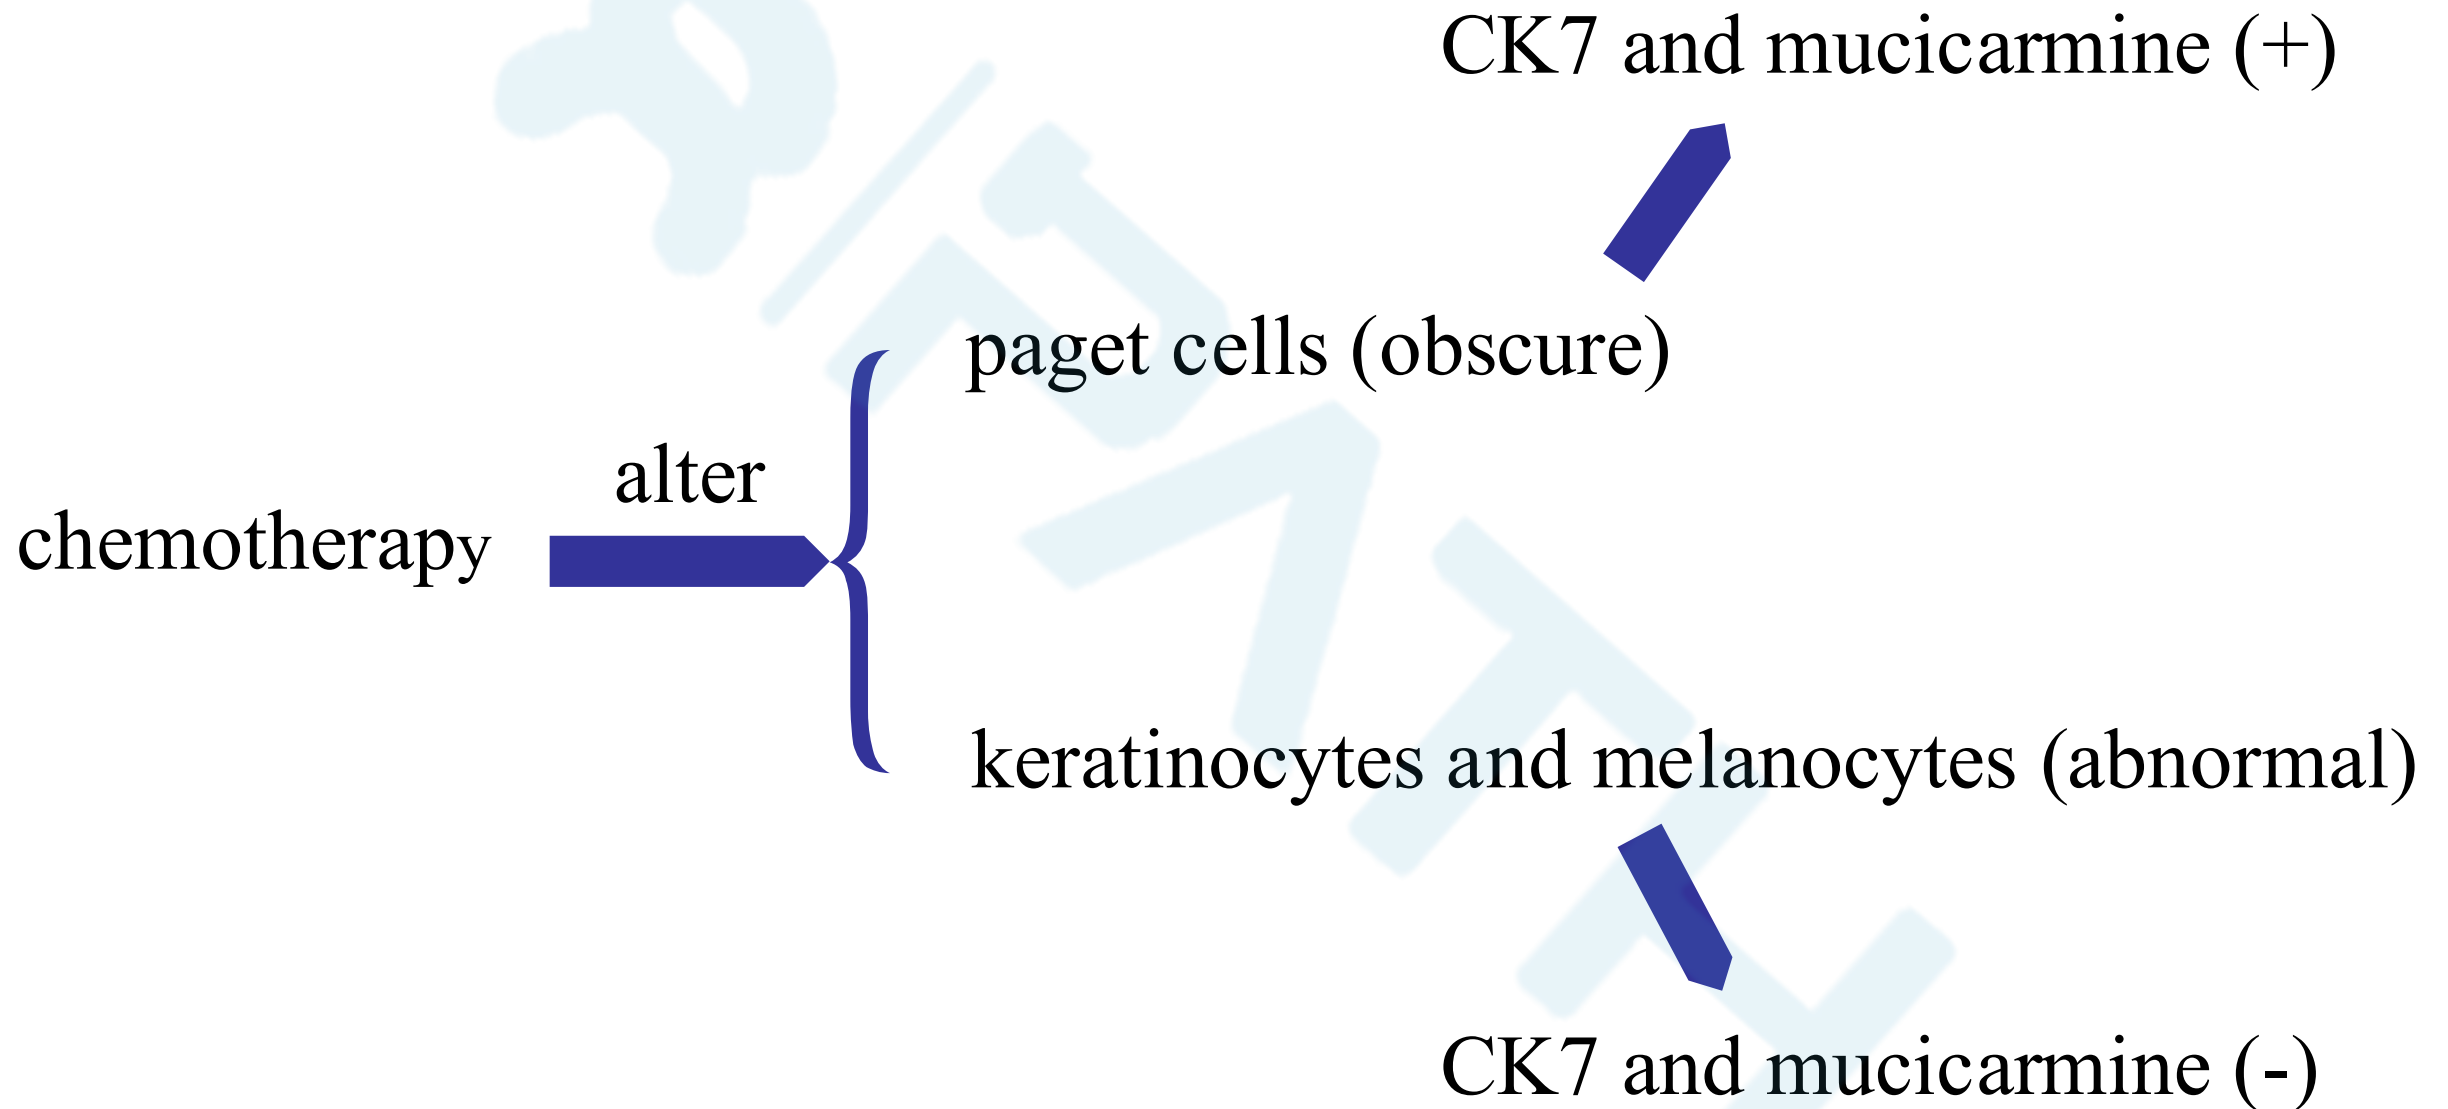 CK7 and mucicarmine (+)
paget cells (obscure)
alter
chemotherapy
keratinocytes and melanocytes (abnormal)
CK7 and mucicarmine (-)